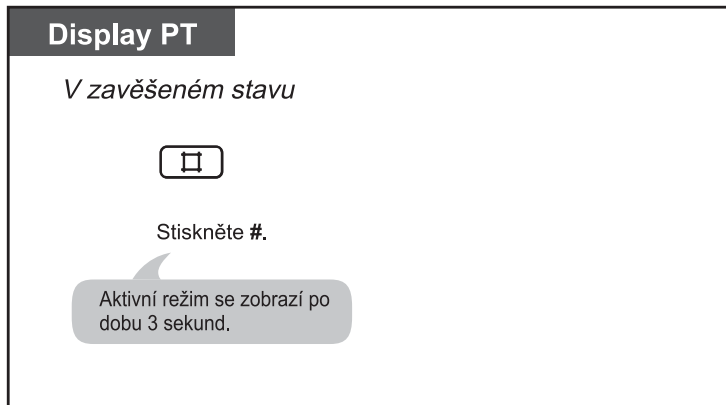 Display PT
V zavěšeném stavu
Stiskněte #.
Aktivní režim se zobrazí po
dobu 3 sekund.